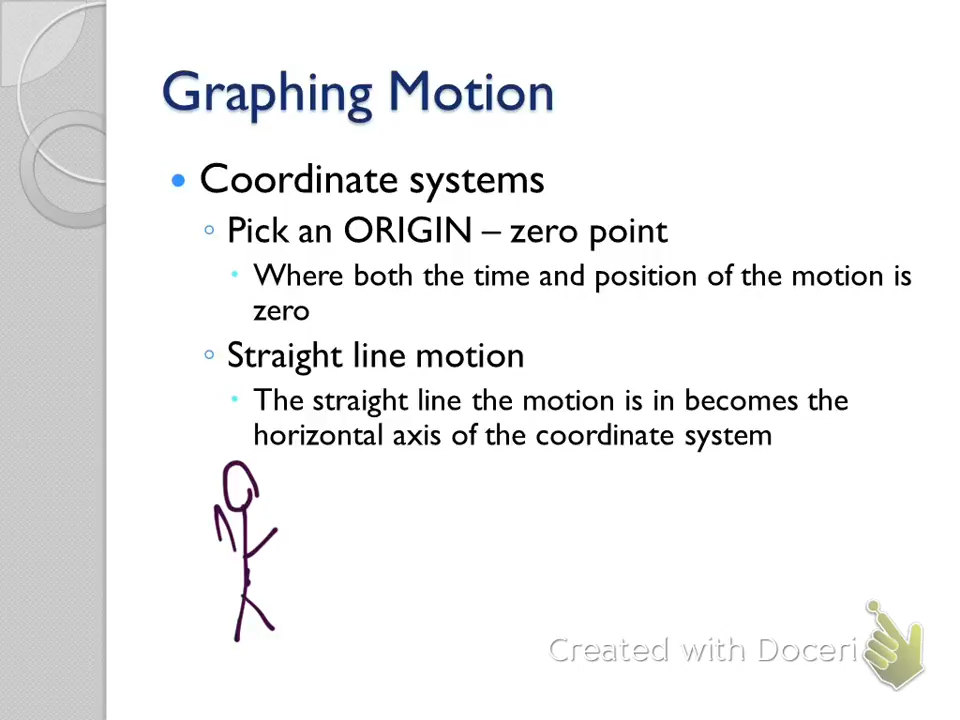 Graphing Motion
Coordinate systems
Pick an ORIGIN – zero point
Where both the time and position of the motion is
zero
Straight line motion
The straight line the motion is in becomes the
horizontal axis of the coordinate system
Created with Doceri